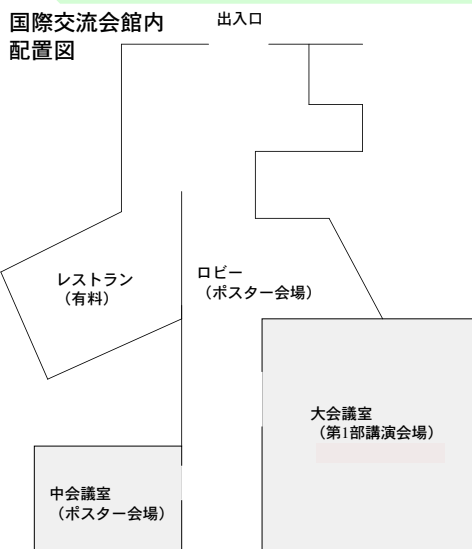 国際交流会館内
配置図
出入口
レストラン
(有料)
ロビー
(ポスター会場)
大会議室
(第1部講演会場)
中会議室
(ポスター会場)